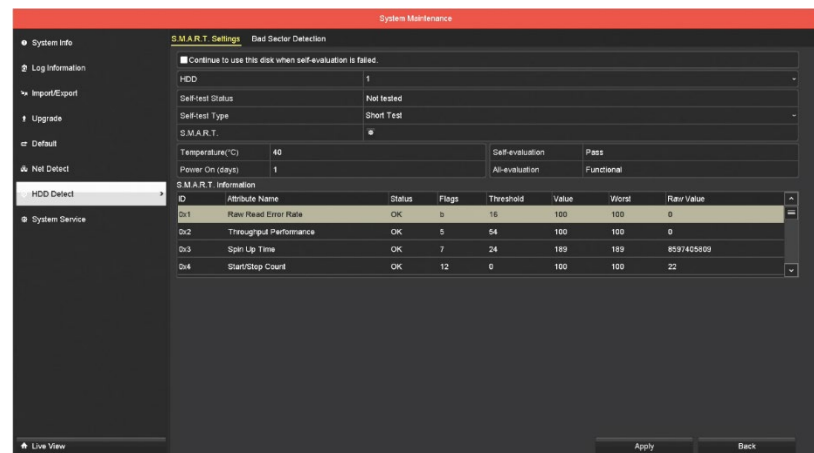 System Maintenance
System Info
Log Information
Import/Export
Upgrade
Default
Net Detect
HDD Detect
System Service
Live View
S.M.A.R.T. Settings Bad Sector Detection
Continue to use this disk when self-evaluation is failed.
HDD 1
Self-test Status Not tested
Self-test Type Short Test
S.M.A.R.T.
Temperature(°C) 40 Self-evaluation Pass
Power On (days) 1 All-evaluation Functional
S.M.A.R.T. Information
ID Attribute Name Status Flags Threshold Value Worst Raw Value
0x1 Raw Read Error Rate OK b 16 100 100 0
0x2 Throughput Performance OK 5 54 100 100 0
0x3 Spin Up Time OK 7 24 189 189 8597405809
0x4 Start/Stop Count OK 12 0 100 100 22
Apply Back